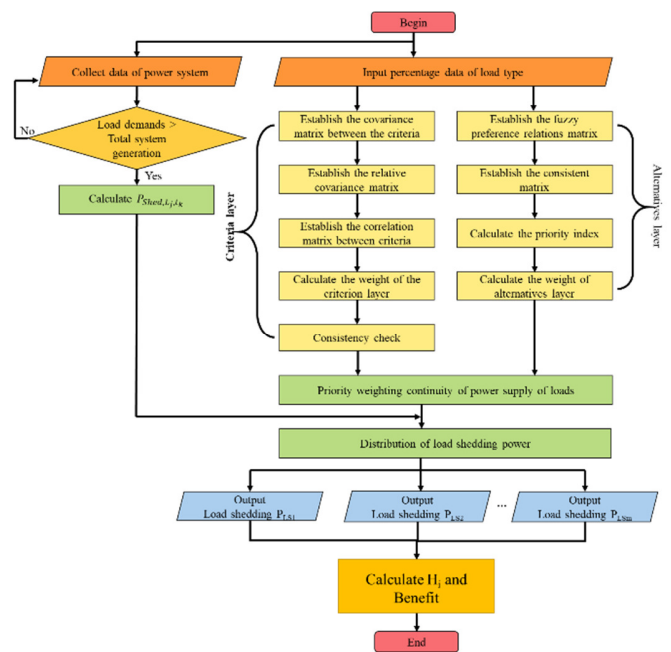 Begin
Collect data of power system
Input percentage data of load type
No
Load demands >
Total system
generation
Yes
Calculate P_Shed,i_j,i_k
Criteria layer
Establish the covariance
matrix between the criteria
Establish the relative
covariance matrix
Establish the correlation
matrix between criteria
Calculate the weight of the
criterion layer
Consistency check
Establish the fuzzy
preference relations matrix
Establish the consistent
matrix
Calculate the priority index
Calculate the weight of
alternatives layer
Alternatives layer
Priority weighting continuity of power supply of loads
Distribution of load shedding power
Output
Load shedding P_LS1
Output
Load shedding P_LS2
...
Output
Load shedding P_LSm
Calculate H_i and
Benefit
End